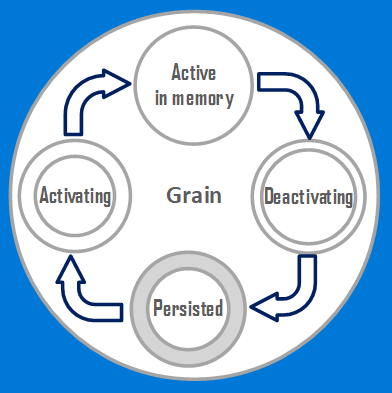 Active
in memory
Activating
Grain
Deactivating
Persisted